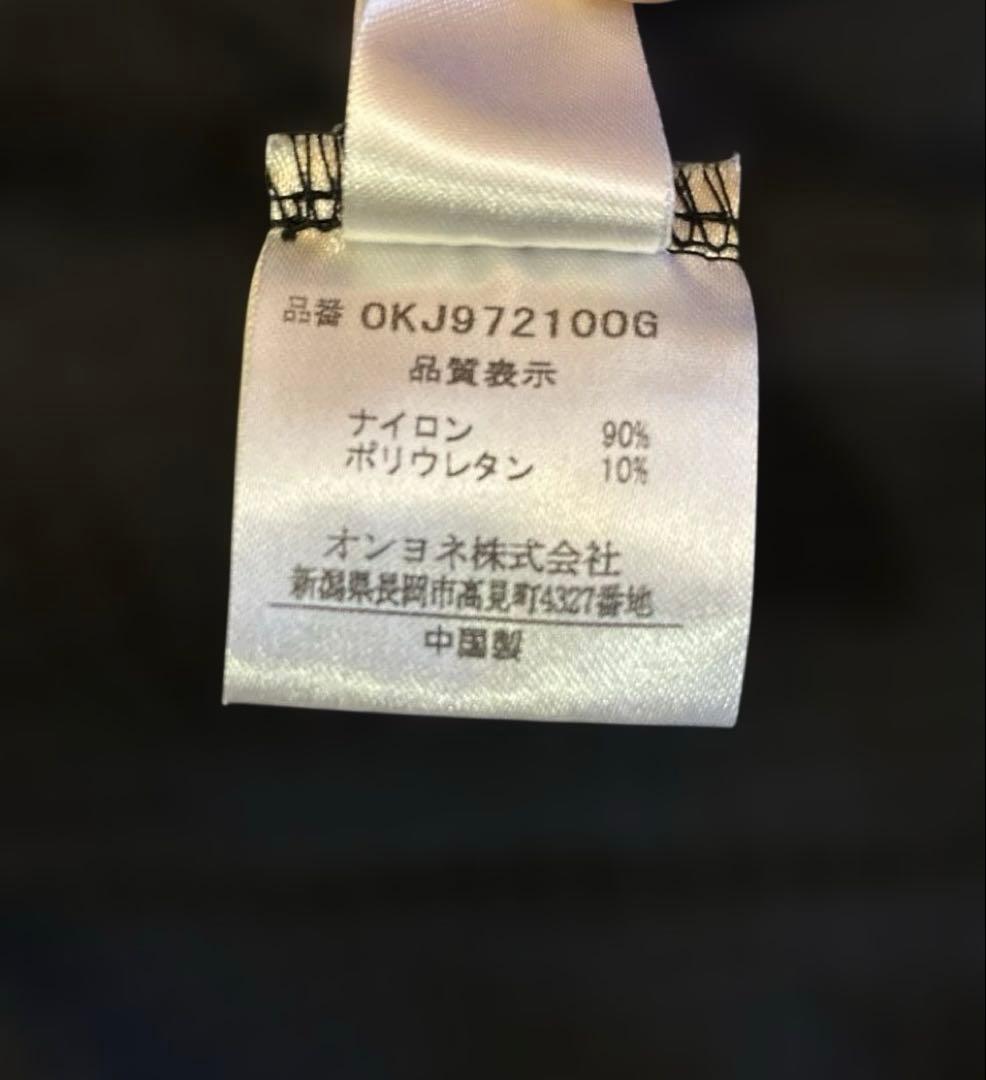 品番 OKJ972100G
品質表示
ナイロン 90%
ポリウレタン 10%
オンヨネ株式会社
新潟県長岡市高見町4327番地
中国製